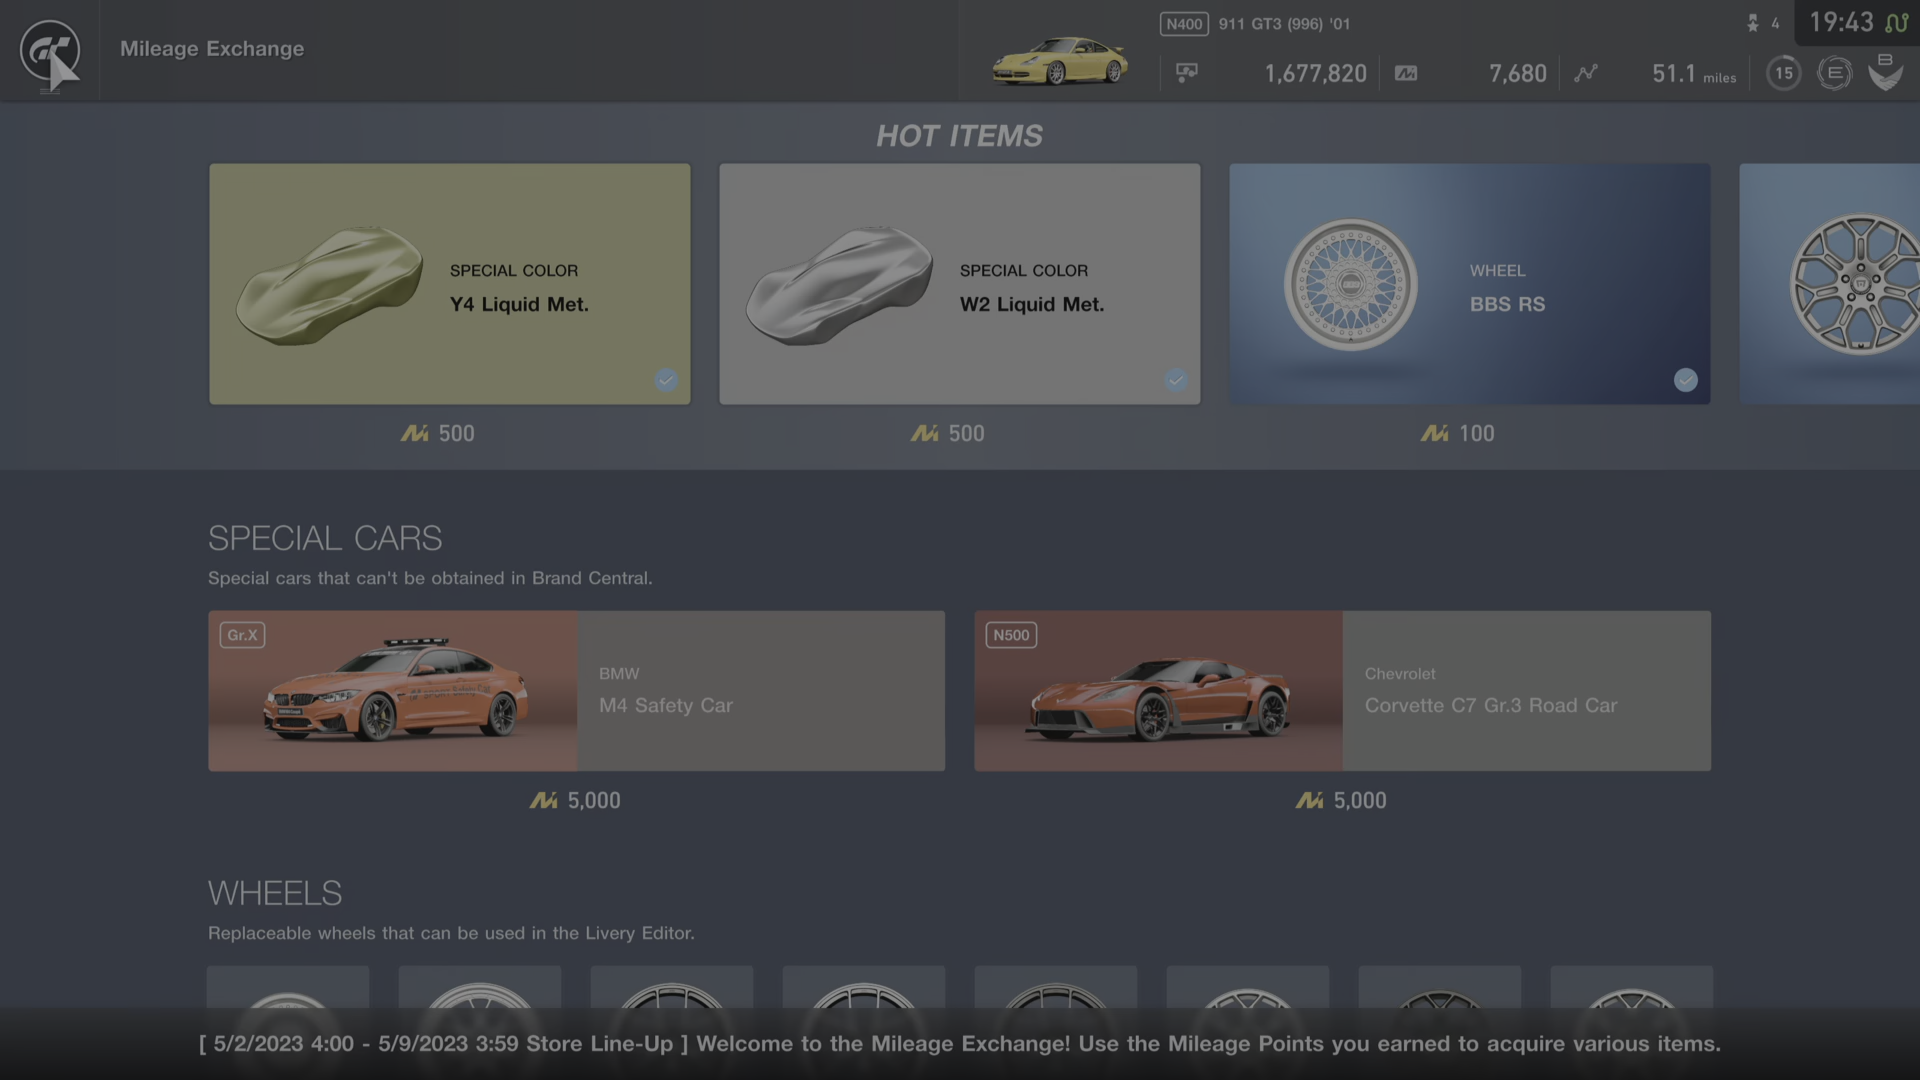 Mileage Exchange
N400 911 GT3 (996) '01
4
19:43
1,677,820
7,680
51.1 miles
15
E
B
HOT ITEMS
SPECIAL COLOR
Y4 Liquid Met.
500
SPECIAL COLOR
W2 Liquid Met.
500
WHEEL
BBS RS
100
SPECIAL CARS
Special cars that can't be obtained in Brand Central.
Gr.X
BMW
M4 Safety Car
5,000
N500
Chevrolet
Corvette C7 Gr.3 Road Car
5,000
WHEELS
Replaceable wheels that can be used in the Livery Editor.
[ 5/2/2023 4:00 - 5/9/2023 3:59 Store Line-Up ] Welcome to the Mileage Exchange! Use the Mileage Points you earned to acquire various items.